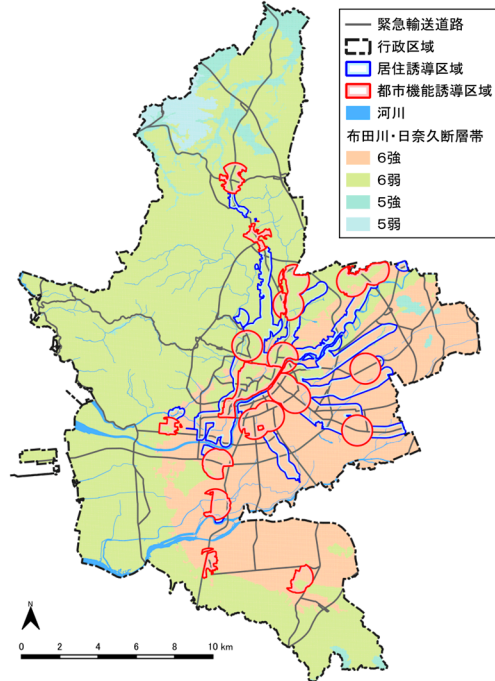 緊急輸送道路
行政区域
居住誘導区域
都市機能誘導区域
河川
布田川・日奈久断層帯
6強
6弱
5強
5弱
N
0 2 4 6 8 10 km